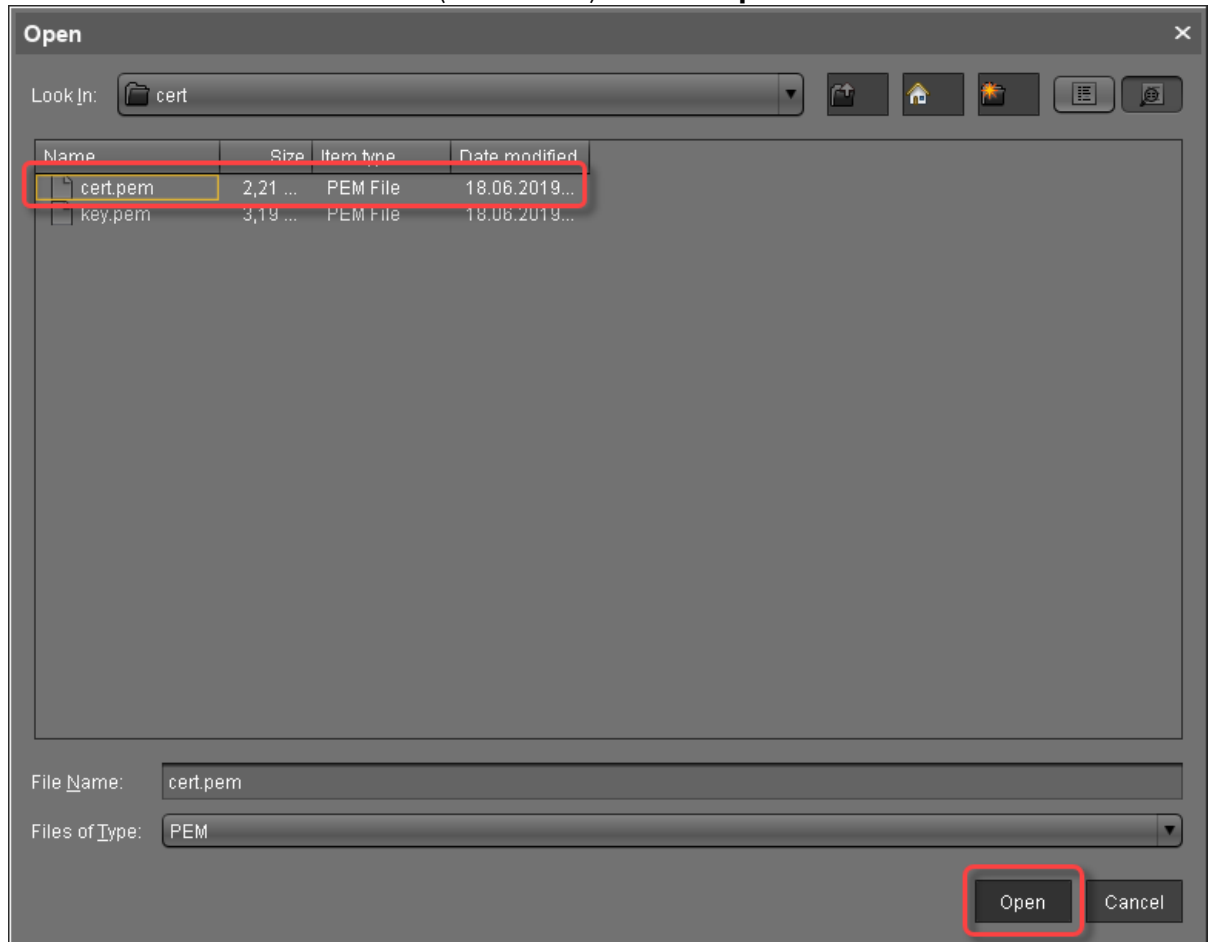 Open
Look In: cert
Name Size Item type Date modified
cert.pem 2,21 ... PEM File 18.06.2019...
key.pem 3,19 ... PEM File 18.06.2019...
File Name: cert.pem
Files of Type: PEM
Open Cancel